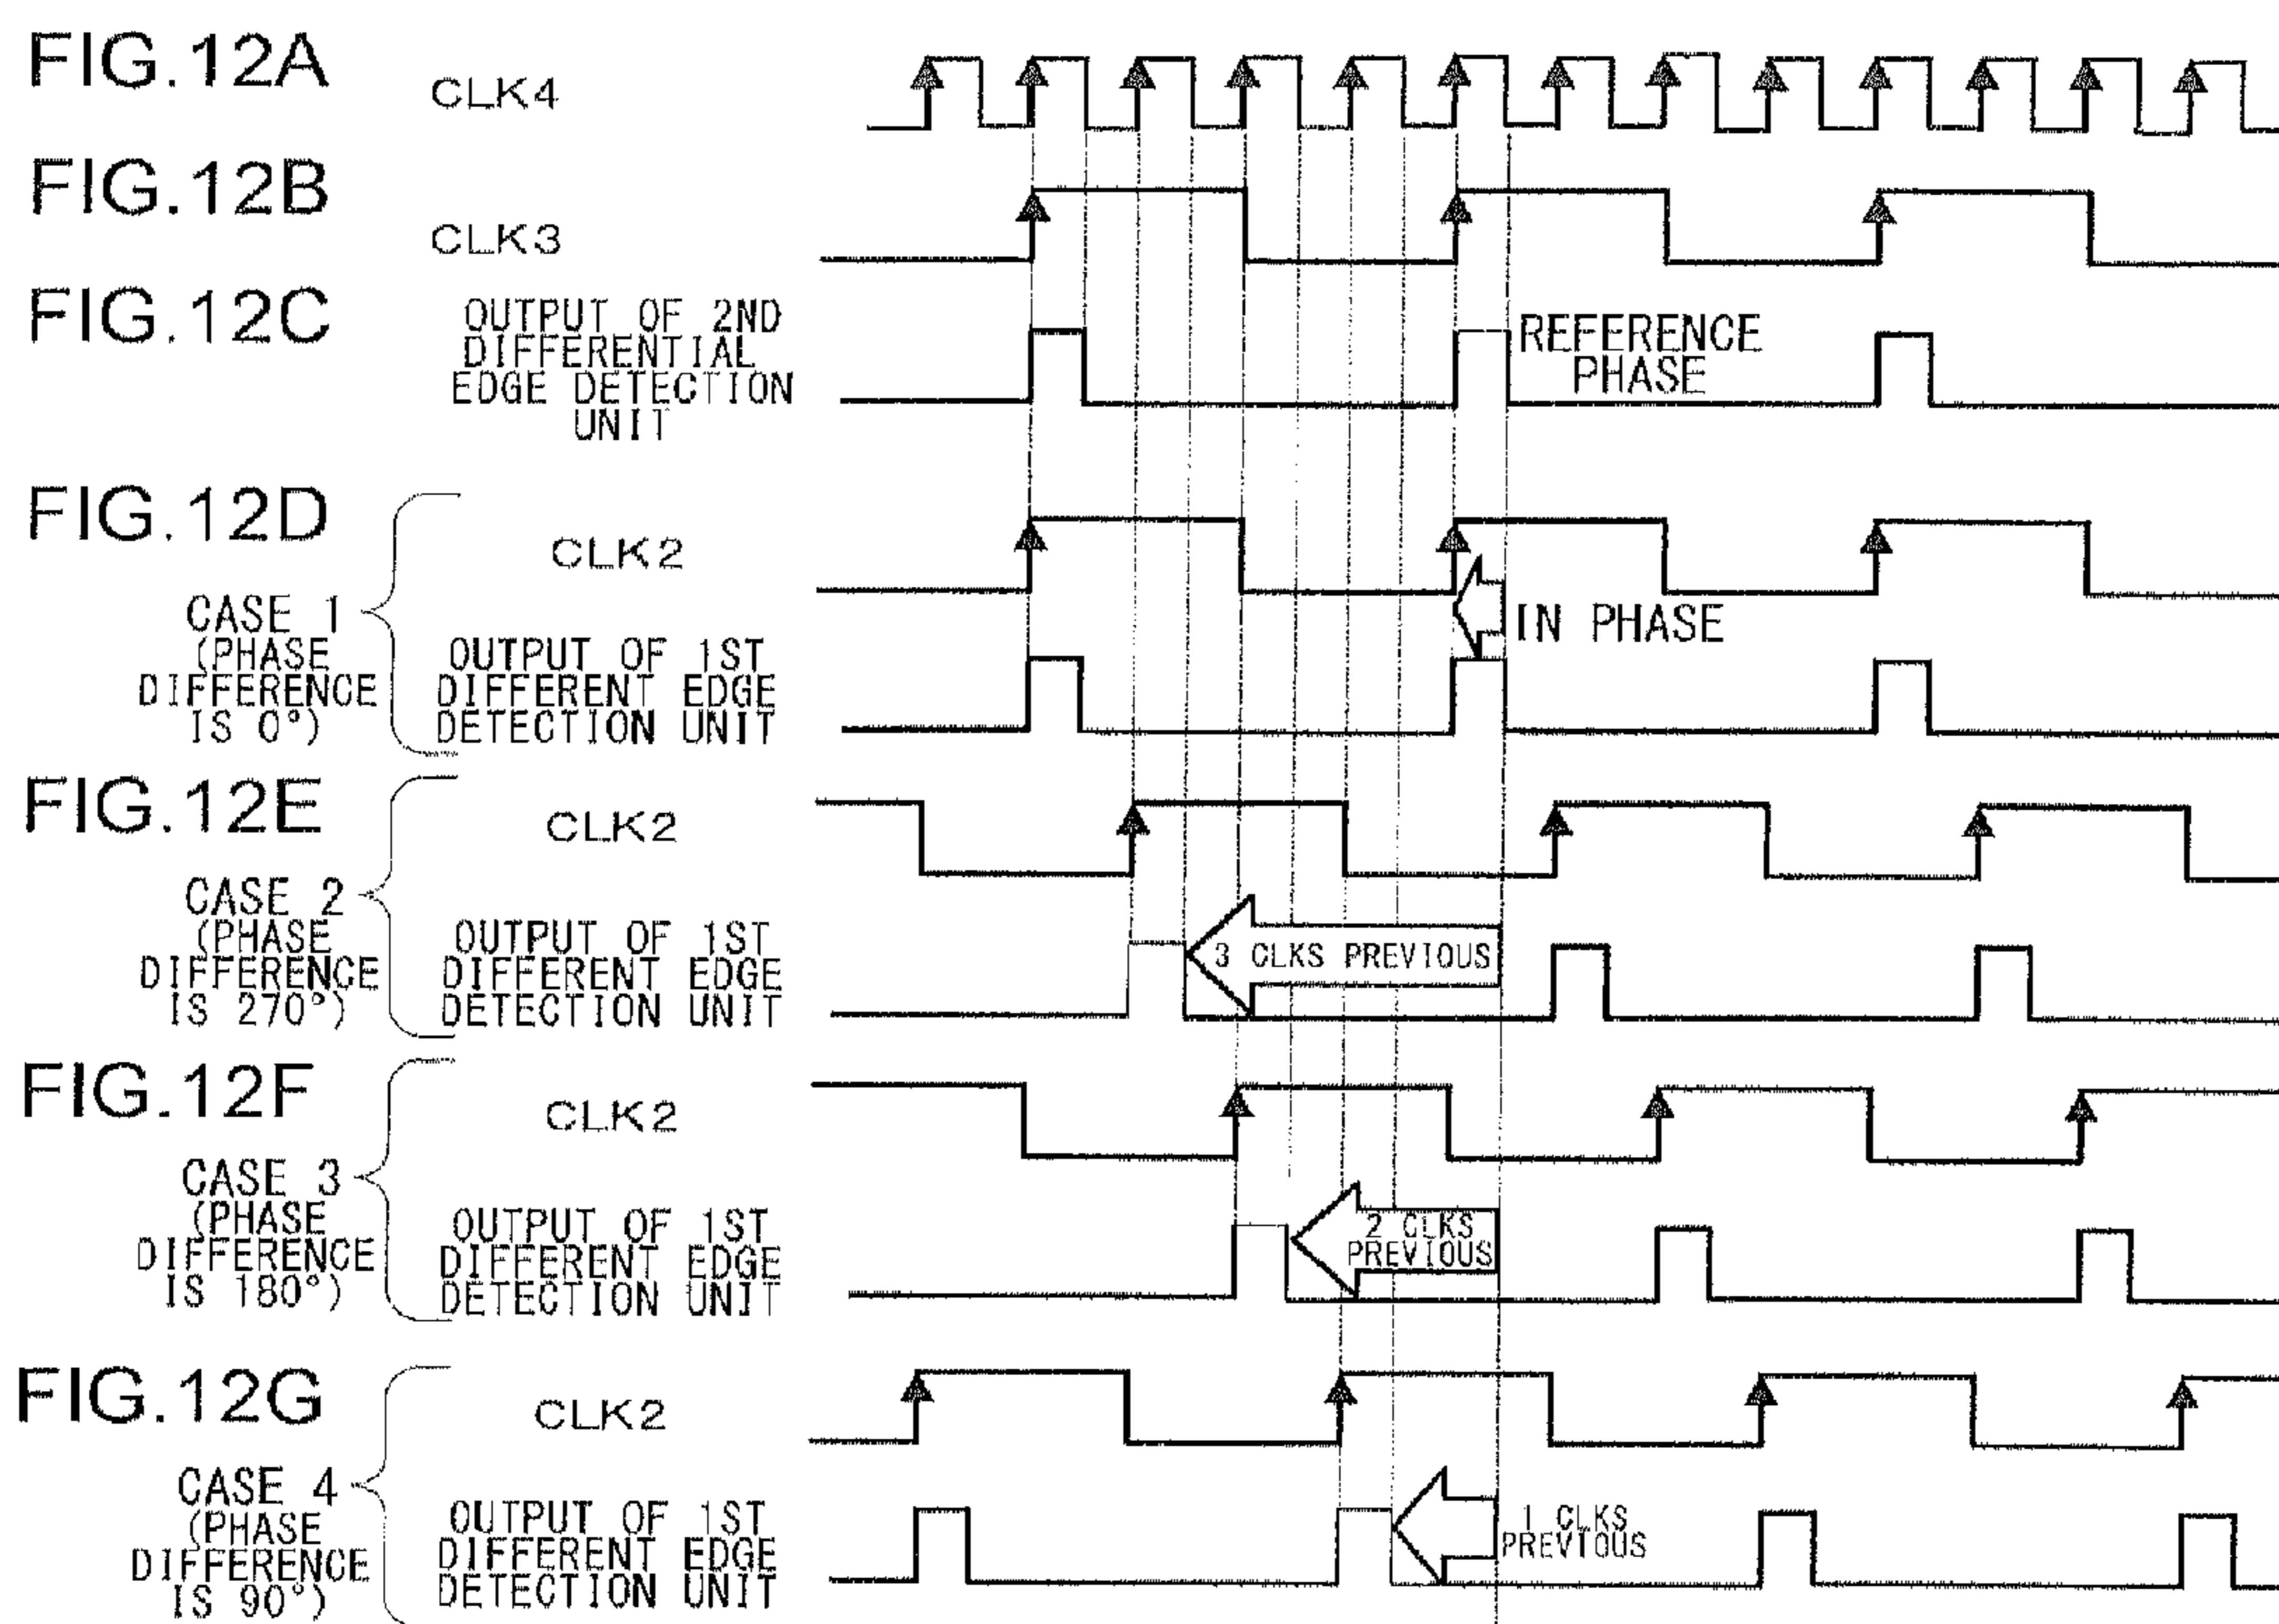 FIG.12A
CLK4
FIG.12B
CLK3
FIG.12C
OUTPUT OF 2ND
DIFFERENTIAL
EDGE DETECTION
UNIT
REFERENCE
PHASE
FIG.12D
CLK2
CASE 1
(PHASE
DIFFERENCE
IS 0°)
OUTPUT OF 1ST
DIFFERENT EDGE
DETECTION UNIT
IN PHASE
FIG.12E
CLK2
CASE 2
(PHASE
DIFFERENCE
IS 270°)
OUTPUT OF 1ST
DIFFERENT EDGE
DETECTION UNIT
3 CLKS PREVIOUS
FIG.12F
CLK2
CASE 3
(PHASE
DIFFERENCE
IS 180°)
OUTPUT OF 1ST
DIFFERENT EDGE
DETECTION UNIT
2 CLKS
PREVIOUS
FIG.12G
CLK2
CASE 4
(PHASE
DIFFERENCE
IS 90°)
OUTPUT OF 1ST
DIFFERENT EDGE
DETECTION UNIT
1 CLKS
PREVIOUS